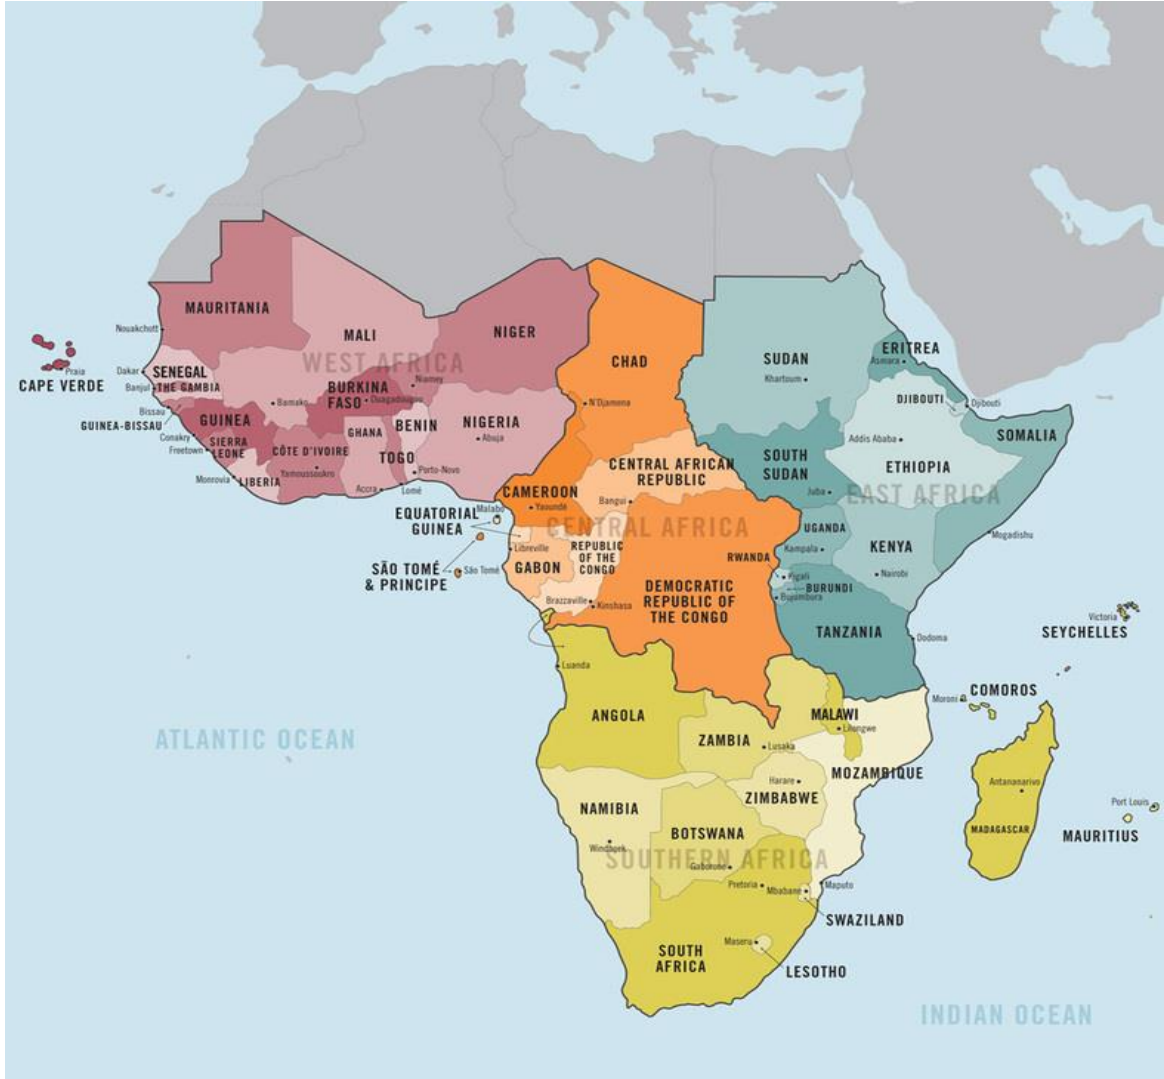 MAURITANIA
Nouakchott
MALI
NIGER
WEST AFRICA
Praia
CAPE VERDE
Dakar
SENEGAL
Banjul
THE GAMBIA
Bissau
GUINEA-BISSAU
Bamako
BURKINA
FASO
Ouagadougou
Niamey
GUINEA
Conakry
Freetown
SIERRA
LEONE
Monrovia
LIBERIA
CÔTE D'IVOIRE
Yamoussoukro
GHANA
Accra
TOGO
Lomé
BENIN
Porto-Novo
NIGERIA
Abuja
CHAD
N'Djamena
CENTRAL AFRICAN
REPUBLIC
Bangui
CAMEROON
Yaoundé
CENTRAL AFRICA
Malabo
EQUATORIAL
GUINEA
SÃO TOMÉ
& PRINCIPE
São Tomé
Libreville
GABON
REPUBLIC
OF THE
CONGO
Brazzaville
Kinshasa
DEMOCRATIC
REPUBLIC OF
THE CONGO
SUDAN
Khartoum
ERITREA
Asmara
DJIBOUTI
Djibouti
SOMALIA
Mogadishu
Addis Ababa
ETHIOPIA
SOUTH
SUDAN
Juba
EAST AFRICA
UGANDA
Kampala
KENYA
Nairobi
RWANDA
Kigali
BURUNDI
Bujumbura
TANZANIA
Dodoma
Victoria
SEYCHELLES
Moroni
COMOROS
Luanda
ANGOLA
ZAMBIA
Lusaka
MALAWI
Lilongwe
MOZAMBIQUE
Harare
ZIMBABWE
NAMIBIA
Windhoek
BOTSWANA
Gaborone
SOUTHERN AFRICA
Pretoria
Mbabane
Maputo
SWAZILAND
Maseru
LESOTHO
SOUTH
AFRICA
Antananarivo
MADAGASCAR
Port Louis
MAURITIUS
ATLANTIC OCEAN
INDIAN OCEAN